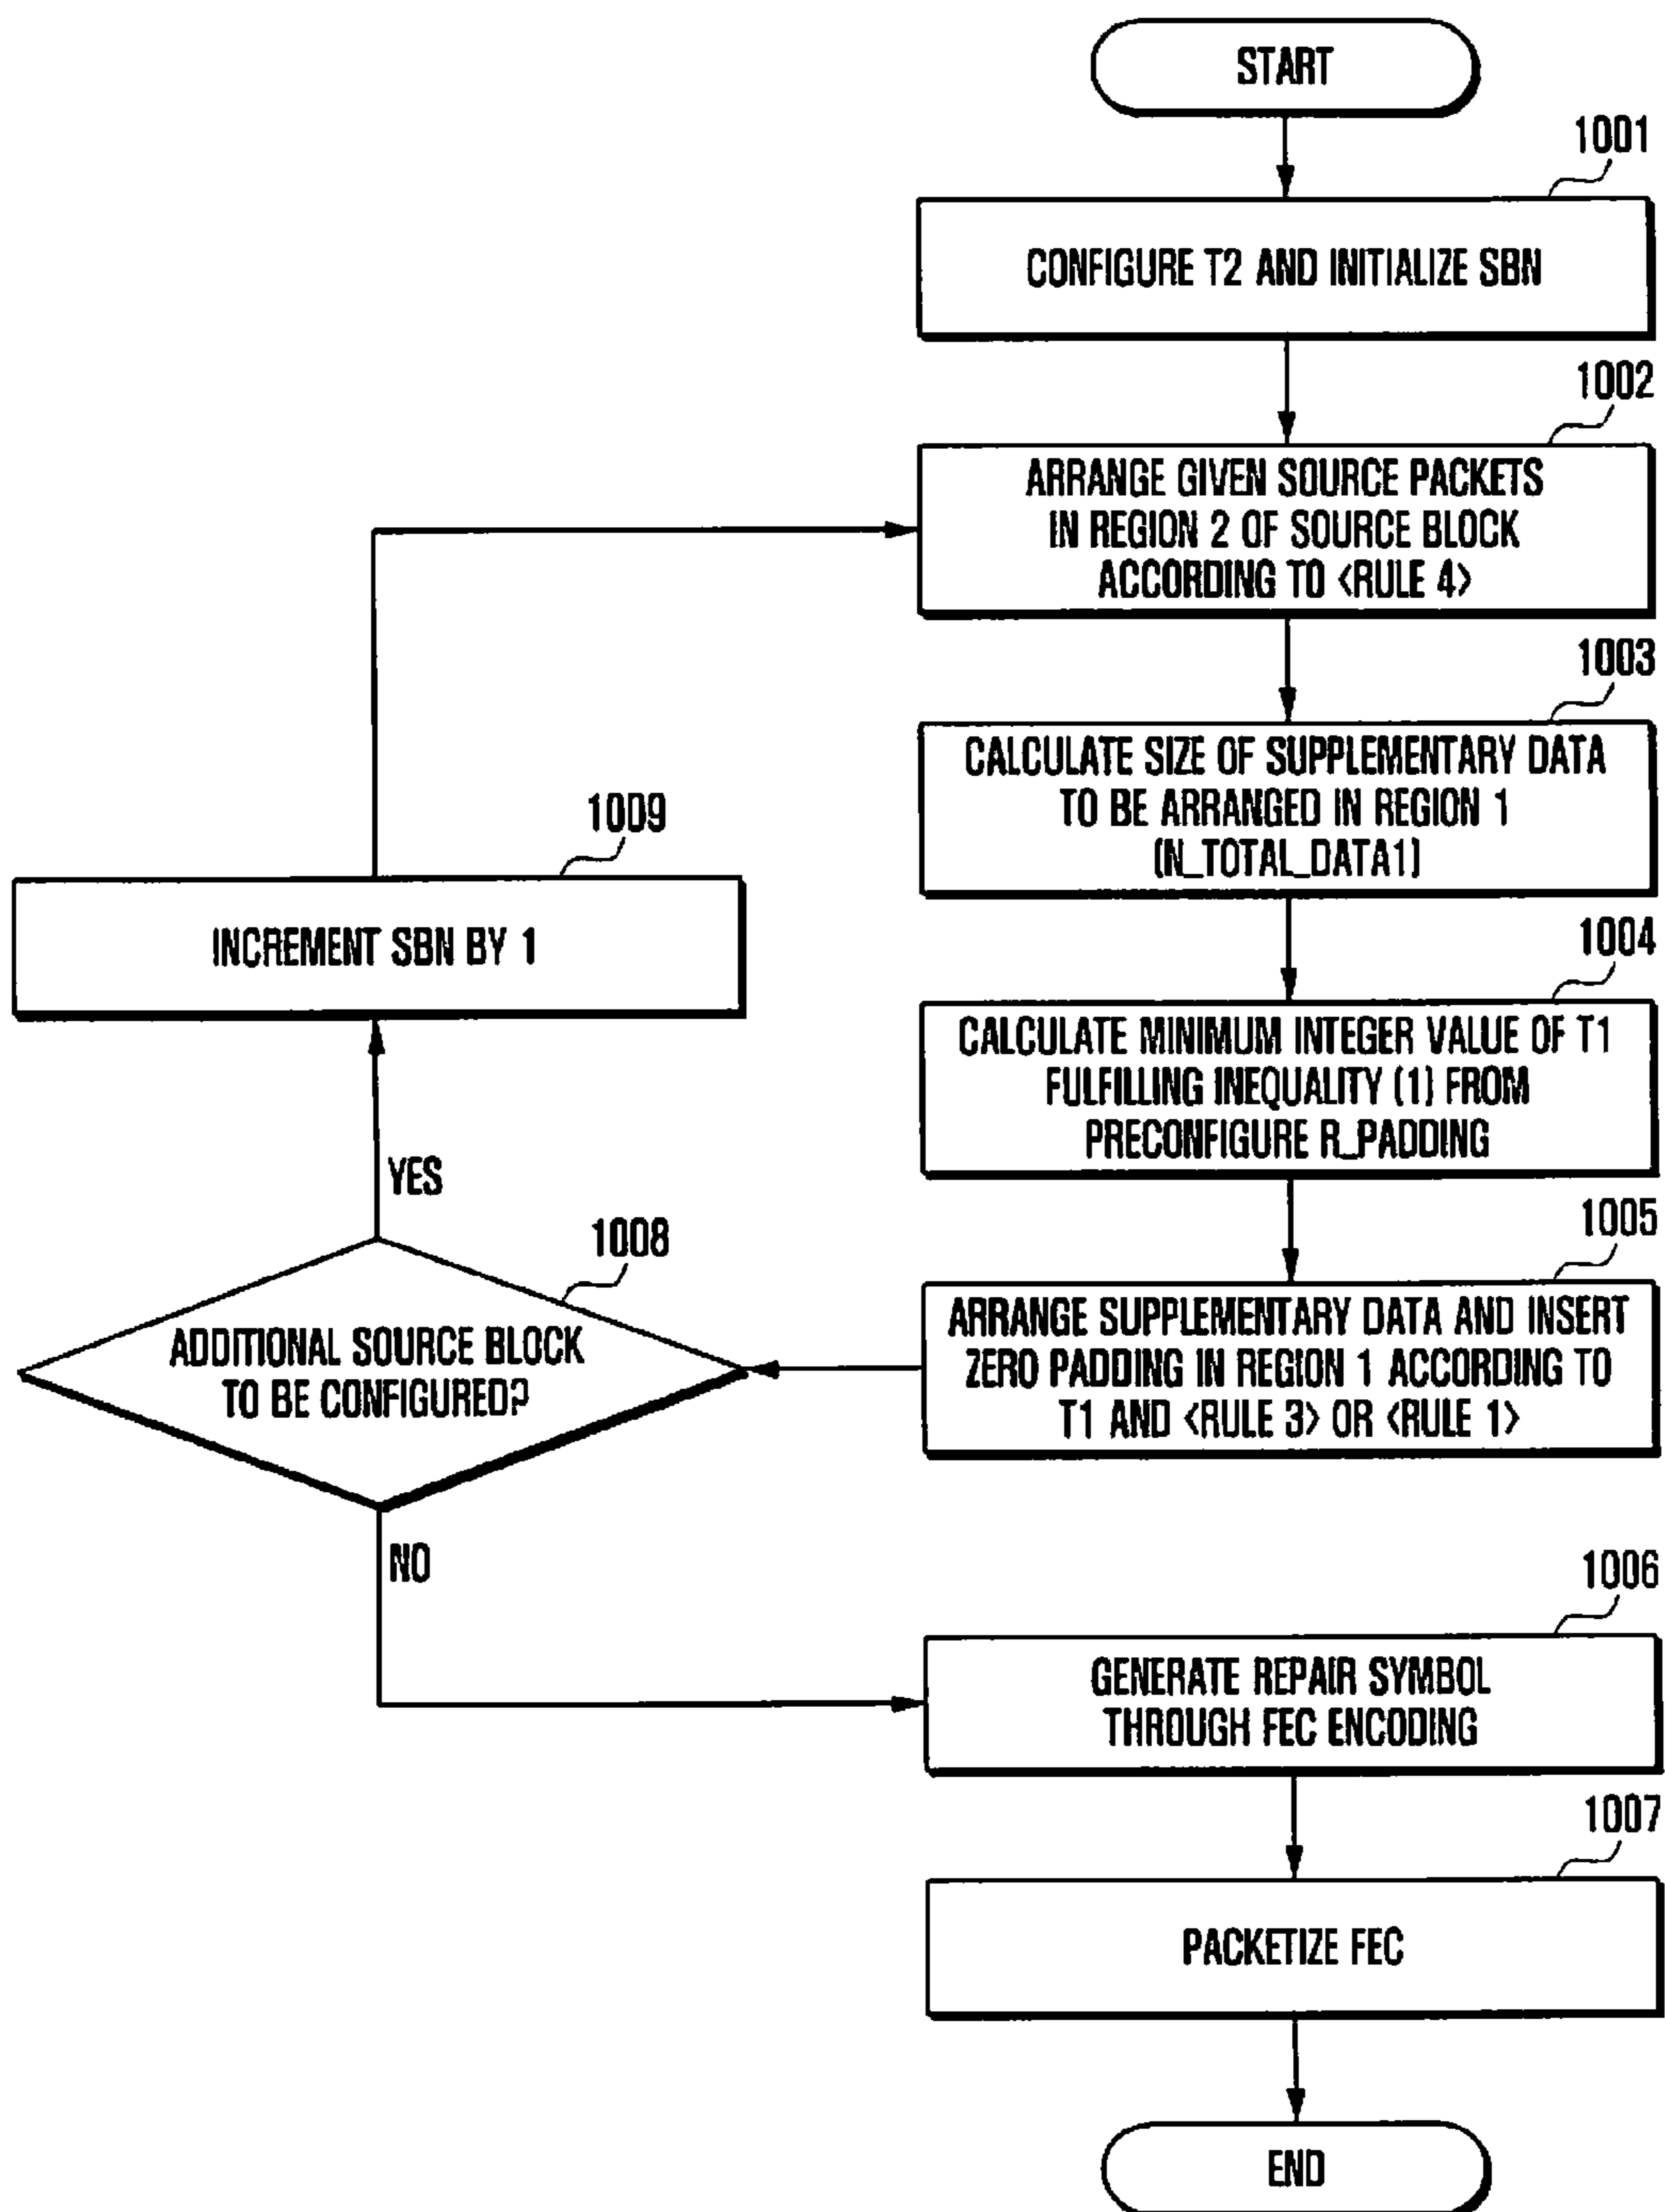 START
1001
CONFIGURE T2 AND INITIALIZE SBN
1002
ARRANGE GIVEN SOURCE PACKETS
IN REGION 2 OF SOURCE BLOCK
ACCORDING TO <RULE 4>
1003
CALCULATE SIZE OF SUPPLEMENTARY DATA
TO BE ARRANGED IN REGION 1
(N_TOTAL_DATA1)
1009
INCREMENT SBN BY 1
1004
CALCULATE MINIMUM INTEGER VALUE OF T1
FULFILLING INEQUALITY (1) FROM
PRECONFIGURE R_PADDING
YES
1008
ADDITIONAL SOURCE BLOCK
TO BE CONFIGURED?
1005
ARRANGE SUPPLEMENTARY DATA AND INSERT
ZERO PADDING IN REGION 1 ACCORDING TO
T1 AND <RULE 3> OR <RULE 1>
NO
1006
GENERATE REPAIR SYMBOL
THROUGH FEC ENCODING
1007
PACKETIZE FEC
END